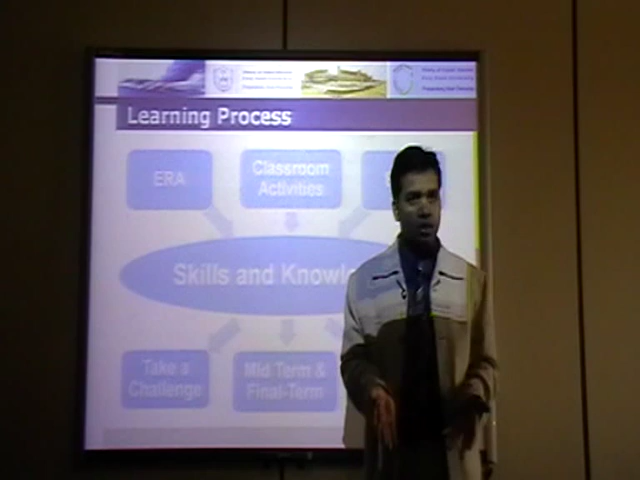 Learning Process
ERA
Classroom
Activities
Skills and Knowl
Take a
Challenge
Mid Term &
Final-Term